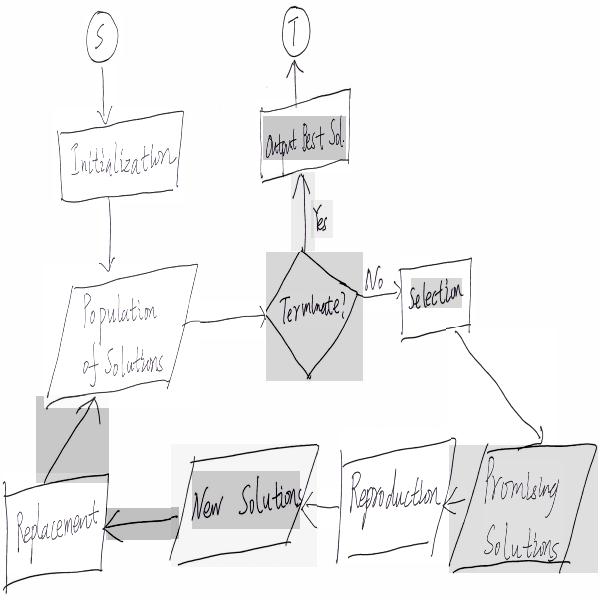 S
T
Initialization
Output Best Sol.
Yes
Population
of Solutions
Terminate?
No
Selection
Replacement
New Solutions
Reproduction
Promising
Solutions